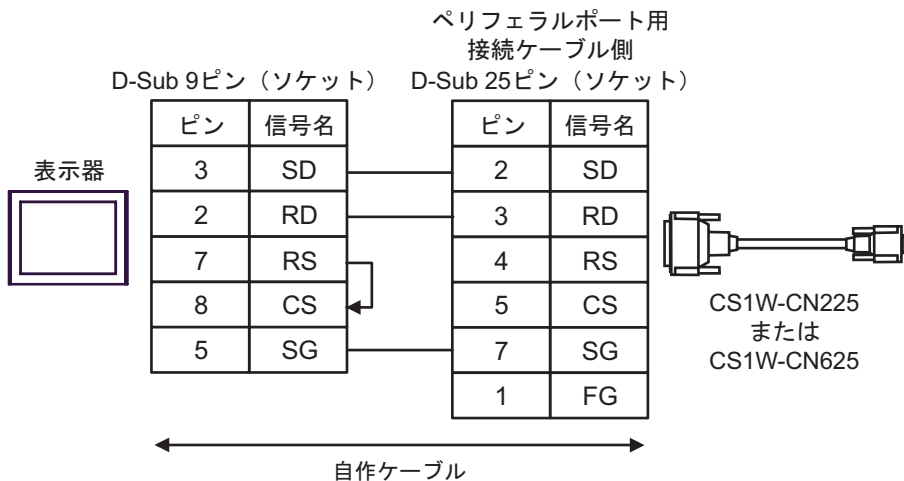 ペリフェラルポート用
接続ケーブル側
D-Sub 9ピン（ソケット）
D-Sub 25ピン（ソケット）
ピン 信号名 ピン 信号名
表示器
3 SD 2 SD
2 RD 3 RD
7 RS 4 RS
8 CS 5 CS
5 SG 7 SG
1 FG
CS1W-CN225
または
CS1W-CN625
自作ケーブル